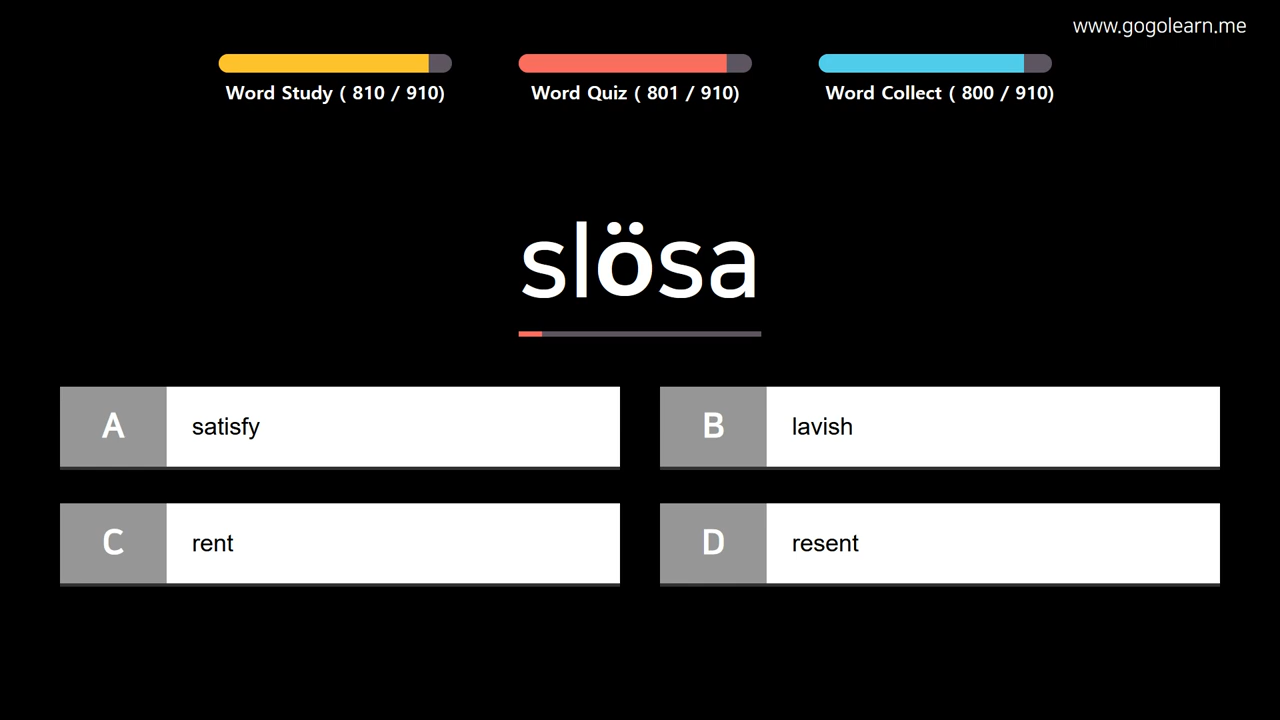 www.gogolearn.me
Word Study ( 810 / 910)
Word Quiz ( 801 / 910)
Word Collect ( 800 / 910)
slösa
A satisfy
B lavish
C rent
D resent